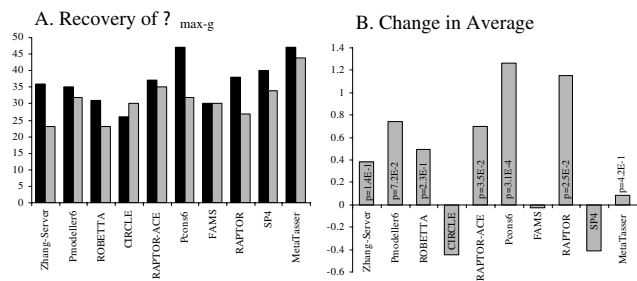 A. Recovery of ? max-g
50
45
40
35
30
25
20
15
10
5
0
Zhang-Server
Pmodeller6
ROBETTA
CIRCLE
RAPTOR-ACE
Pcons6
FAMS
RAPTOR
SP4
MetaTasser
B. Change in Average
1.4
1.2
1
0.8
0.6
0.4
0.2
0
-0.2
-0.4
-0.6
p=1.4E-1
p=7.2E-2
p=2.3E-1
p=3.5E-2
p=3.1E-4
p=2.5E-2
p=4.2E-1
Zhang-Server
Pmodeller6
ROBETTA
CIRCLE
RAPTOR-ACE
Pcons6
FAMS
RAPTOR
SP4
MetaTasser